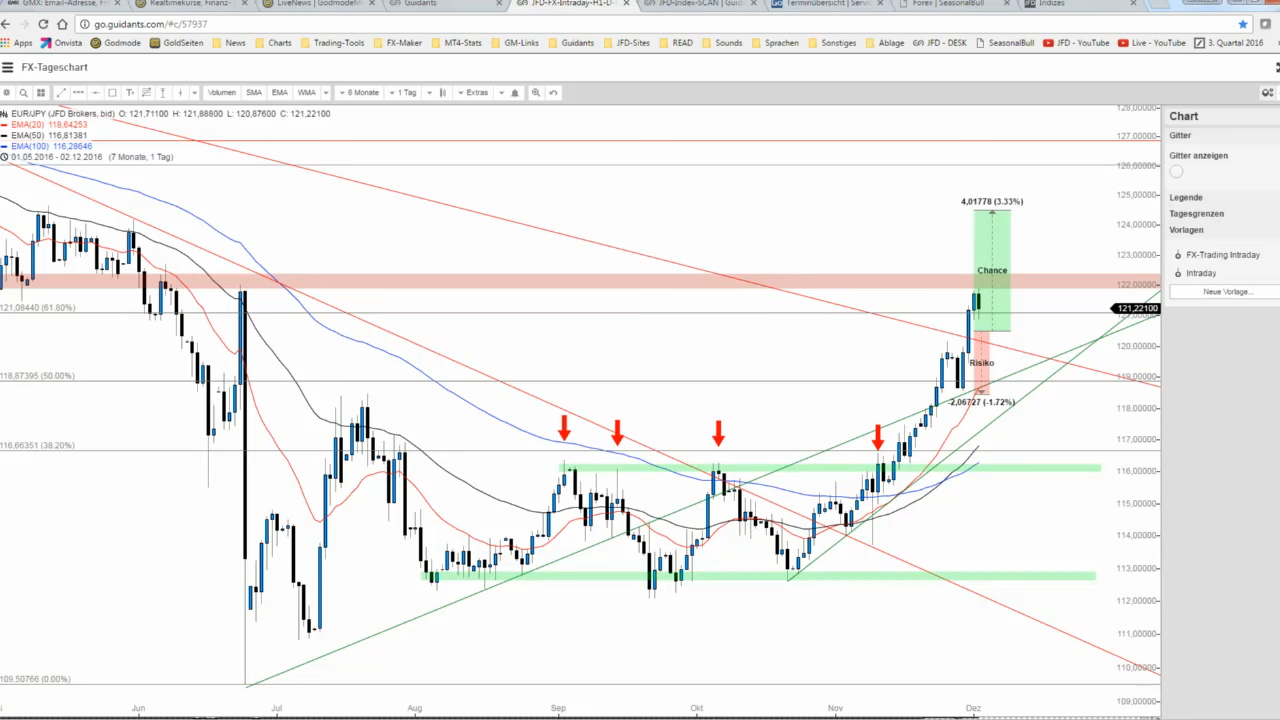 GMX: E-Mail-Adresse, Fr
Realtimekurse, Finanz-
LiveNews | GodmodeM
Guidants
JFD-FX-Intraday-H1-D-
JFD-Index-SCAN | Guid
Terminübersicht | Servi
Forex | SeasonalBull
Indizes
go.guidants.com/#c/57937
Apps Onvista Godmode GoldSeiten News Charts Trading-Tools FX-Maker MT4-Stats GM-Links Guidants JFD-Sites READ Sounds Sprachen Sonstiges Ablage JFD - DESK SeasonalBull JFD - YouTube Live - YouTube 3. Quartal 2016
FX-Tageschart
Volumen SMA EMA WMA 6 Monate 1 Tag Extras
EUR/JPY (JFD Brokers, bid) O: 121,71100 H: 121,88800 L: 120,87600 C: 121,22100
EMA(20) 118,64253
EMA(50) 116,81381
EMA(100) 116,28646
01.05.2016 - 02.12.2016 (7 Monate, 1 Tag)
128,00000
127,00000
126,00000
125,00000
124,00000
123,00000
122,00000
121,22100
121,00000
120,00000
119,00000
118,00000
117,00000
116,00000
115,00000
114,00000
113,00000
112,00000
111,00000
110,00000
109,00000
4,01778 (3.33%)
Chance
Risiko
-2,06727 (-1.72%)
121,08440 (61.80%)
118,87395 (50.00%)
116,66351 (38.20%)
109,50766 (0.00%)
Jun Jul Aug Sep Okt Nov Dez
Chart
Gitter
Gitter anzeigen
Legende
Tagesgrenzen
Vorlagen
FX-Trading Intraday
Intraday
Neue Vorlage...